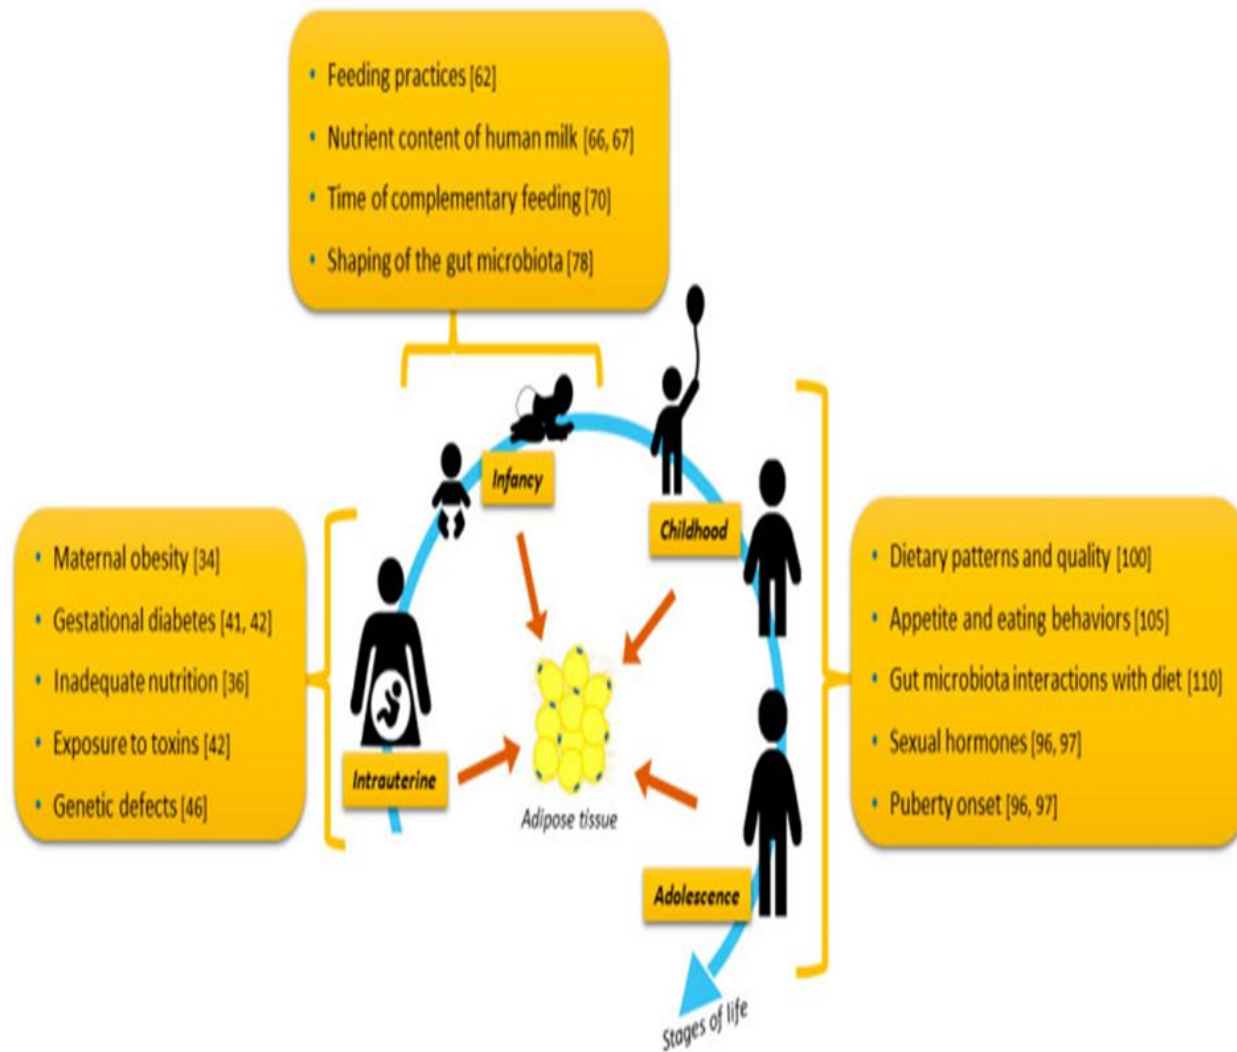 • Feeding practices [62]
• Nutrient content of human milk [66, 67]
• Time of complementary feeding [70]
• Shaping of the gut microbiota [78]
Infancy
Childhood
• Maternal obesity [34]
• Gestational diabetes [41, 42]
• Inadequate nutrition [36]
• Exposure to toxins [42]
• Genetic defects [46]
Intrauterine
Adipose tissue
• Dietary patterns and quality [100]
• Appetite and eating behaviors [105]
• Gut microbiota interactions with diet [110]
• Sexual hormones [96, 97]
• Puberty onset [96, 97]
Adolescence
Stages of life